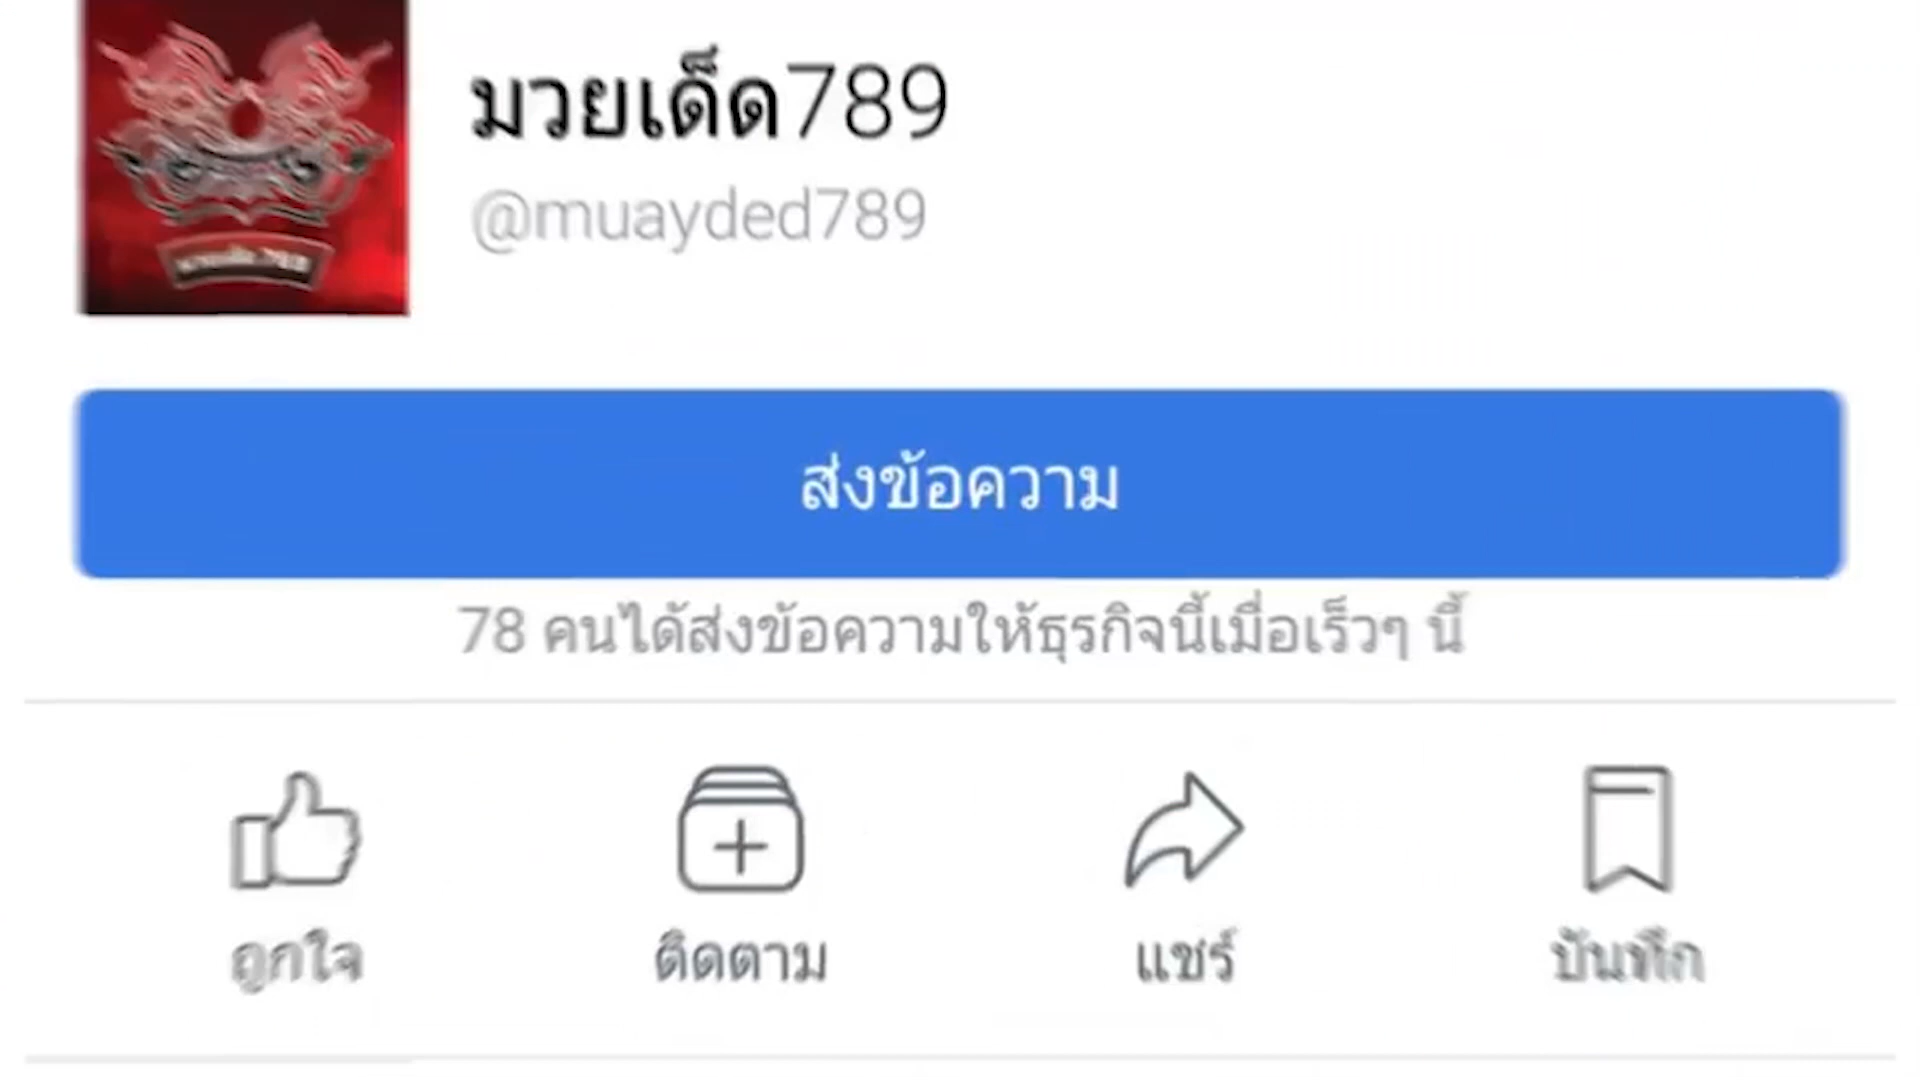 มวยเด็ด789
@muayded789
ส่งข้อความ
78 คนได้ส่งข้อความให้ธุรกิจนี้เมื่อเร็วๆ นี้
ถูกใจ
ติดตาม
แชร์
บันทึก